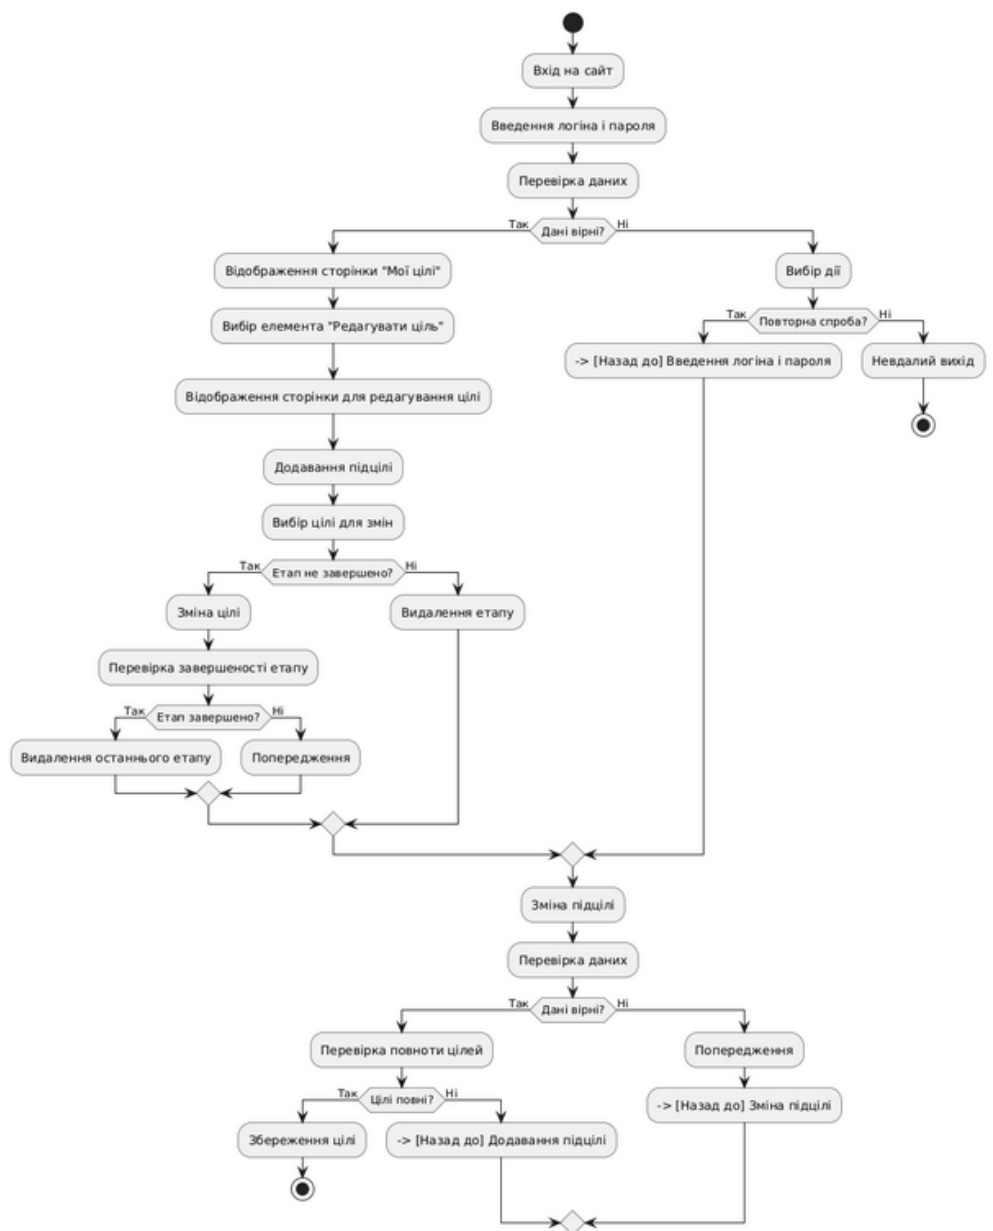 Вхід на сайт
Введення логіна і пароля
Перевірка даних
Так
Дані вірні?
Ні
Відображення сторінки "Мої цілі"
Вибір елемента "Редагувати ціль"
Відображення сторінки для редагування цілі
Додавання підцілі
Вибір цілі для змін
Так
Етап не завершено?
Ні
Зміна цілі
Перевірка завершеності етапу
Так
Етап завершено?
Ні
Видалення останнього етапу
Попередження
Видалення етапу
Вибір дії
Так
Повторна спроба?
Ні
-> [Назад до] Введення логіна і пароля
Невдалий вихід
Зміна підцілі
Перевірка даних
Так
Дані вірні?
Ні
Перевірка повноти цілей
Так
Цілі повні?
Ні
Збереження цілі
-> [Назад до] Додавання підцілі
Попередження
-> [Назад до] Зміна підцілі